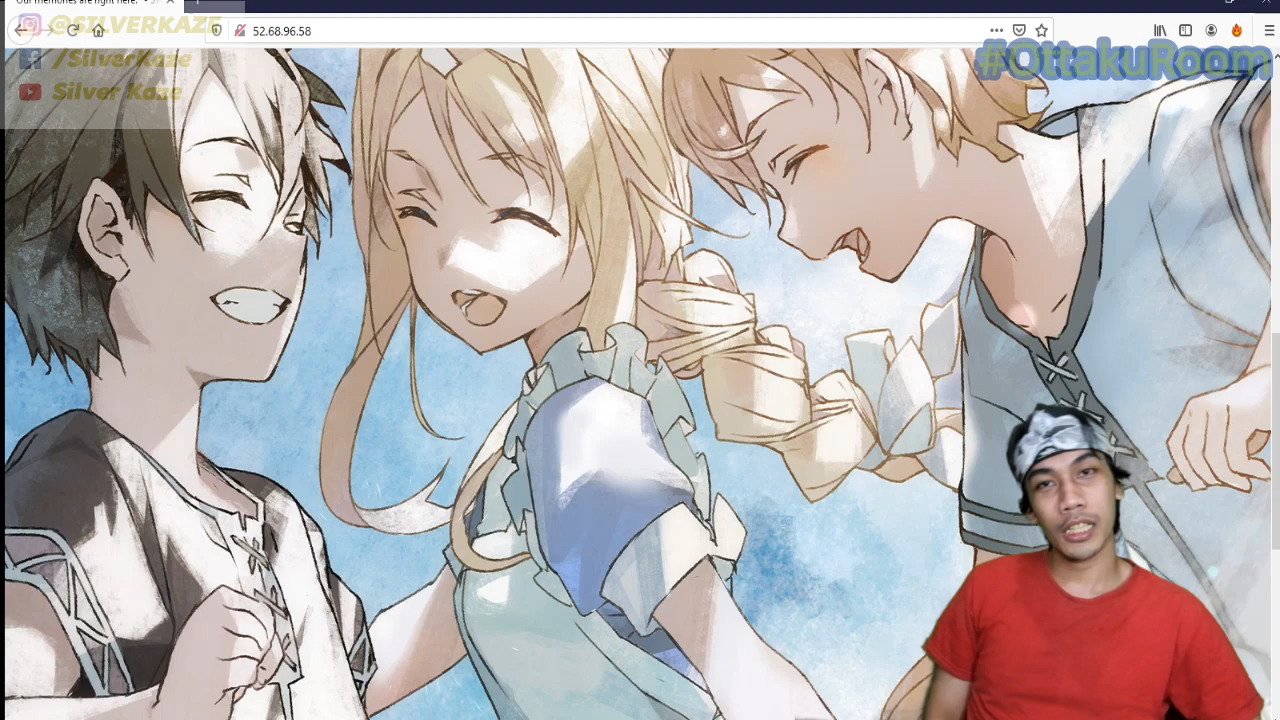 Our memories are right here.
52.68.96.58
@SILVERKAZE
/SilverKaze
Silver Kaze
#OttakuRoom